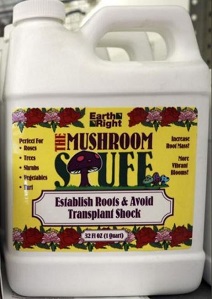 Earth Right
Perfect For
• Roses
• Trees
• Shrubs
• Vegetables
• Turf
THE MUSHROOM
STUFF
Increase
Root Mass!
More
Vibrant
Blooms!
Establish Roots & Avoid
Transplant Shock
32 fl OZ (1 Quart)